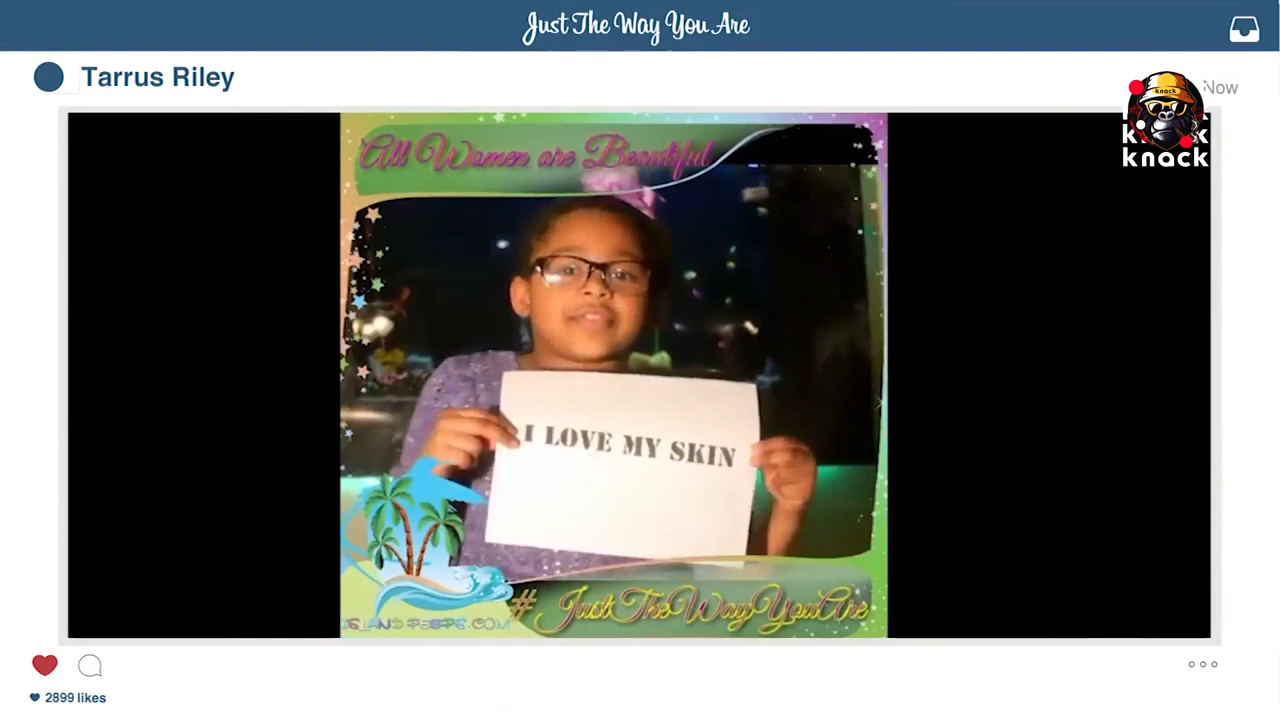 Just The Way You Are
Tarrus Riley
Now
knack
knack
All Women are Beautiful
I LOVE MY SKIN
# JustTheWayYouAre
2899 likes